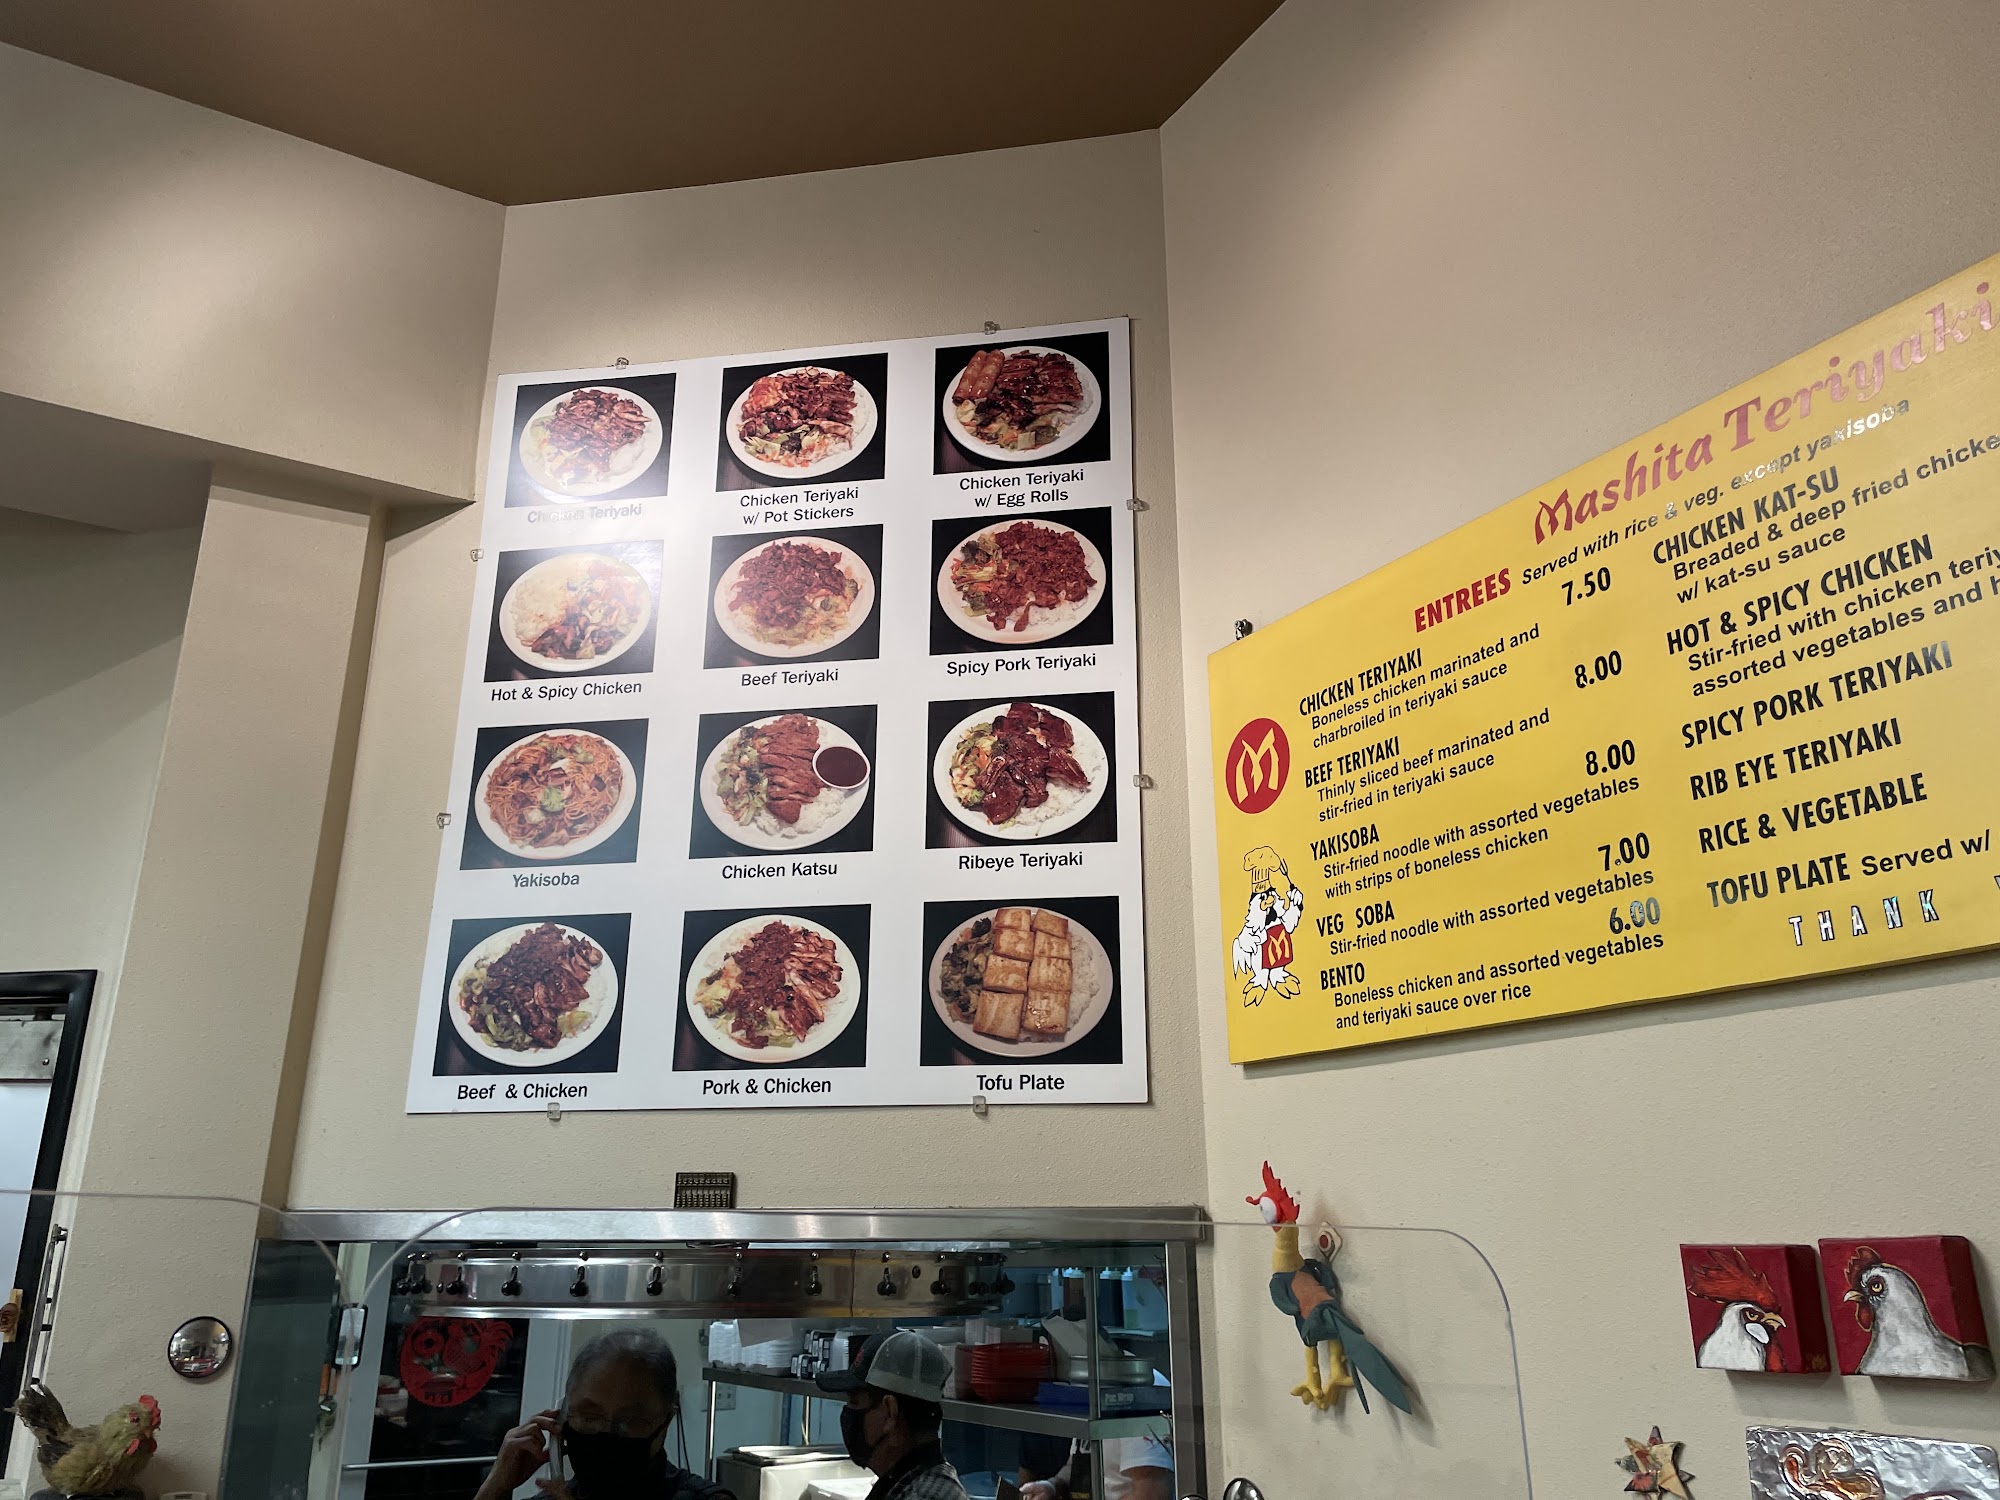 Chicken Teriyaki
Chicken Teriyaki
w/ Pot Stickers
Chicken Teriyaki
w/ Egg Rolls
Hot & Spicy Chicken
Beef Teriyaki
Spicy Pork Teriyaki
Yakisoba
Chicken Katsu
Ribeye Teriyaki
Beef & Chicken
Pork & Chicken
Tofu Plate
Mashita Teriyaki
ENTREES Served with rice & veg. except yakisoba
CHICKEN TERIYAKI 7.50
Boneless chicken marinated and
charbroiled in teriyaki sauce
BEEF TERIYAKI 8.00
Thinly sliced beef marinated and
stir-fried in teriyaki sauce
YAKISOBA 8.00
Stir-fried noodle with assorted vegetables
with strips of boneless chicken
VEG SOBA 7.00
Stir-fried noodle with assorted vegetables
BENTO 6.00
Boneless chicken and assorted vegetables
and teriyaki sauce over rice
CHICKEN KAT-SU
Breaded & deep fried chicke
w/ kat-su sauce
HOT & SPICY CHICKEN
Stir-fried with chicken teriy
assorted vegetables and h
SPICY PORK TERIYAKI
RIB EYE TERIYAKI
RICE & VEGETABLE
TOFU PLATE Served w/
THANK
M
M